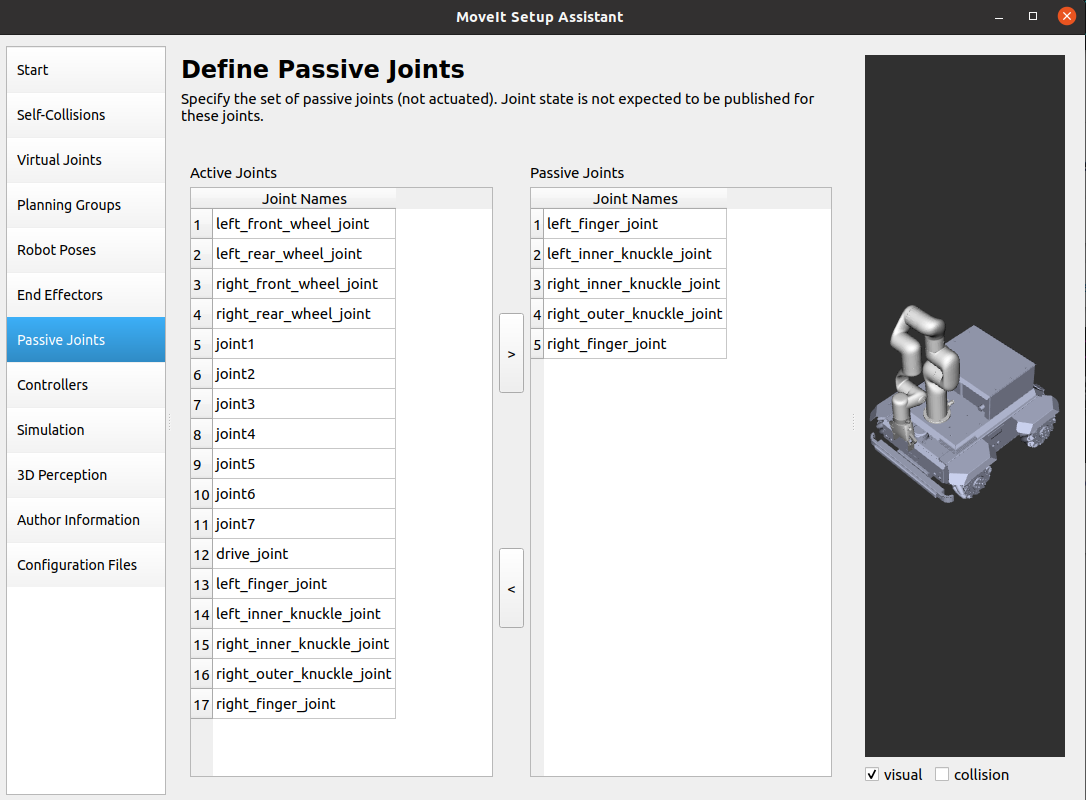 MoveIt Setup Assistant
Start
Self-Collisions
Virtual Joints
Planning Groups
Robot Poses
End Effectors
Passive Joints
Controllers
Simulation
3D Perception
Author Information
Configuration Files
Define Passive Joints
Specify the set of passive joints (not actuated). Joint state is not expected to be published for
these joints.
Active Joints
Joint Names
1 left_front_wheel_joint
2 left_rear_wheel_joint
3 right_front_wheel_joint
4 right_rear_wheel_joint
5 joint1
6 joint2
7 joint3
8 joint4
9 joint5
10 joint6
11 joint7
12 drive_joint
13 left_finger_joint
14 left_inner_knuckle_joint
15 right_inner_knuckle_joint
16 right_outer_knuckle_joint
17 right_finger_joint
>
<
Passive Joints
Joint Names
1 left_finger_joint
2 left_inner_knuckle_joint
3 right_inner_knuckle_joint
4 right_outer_knuckle_joint
5 right_finger_joint
visual
collision